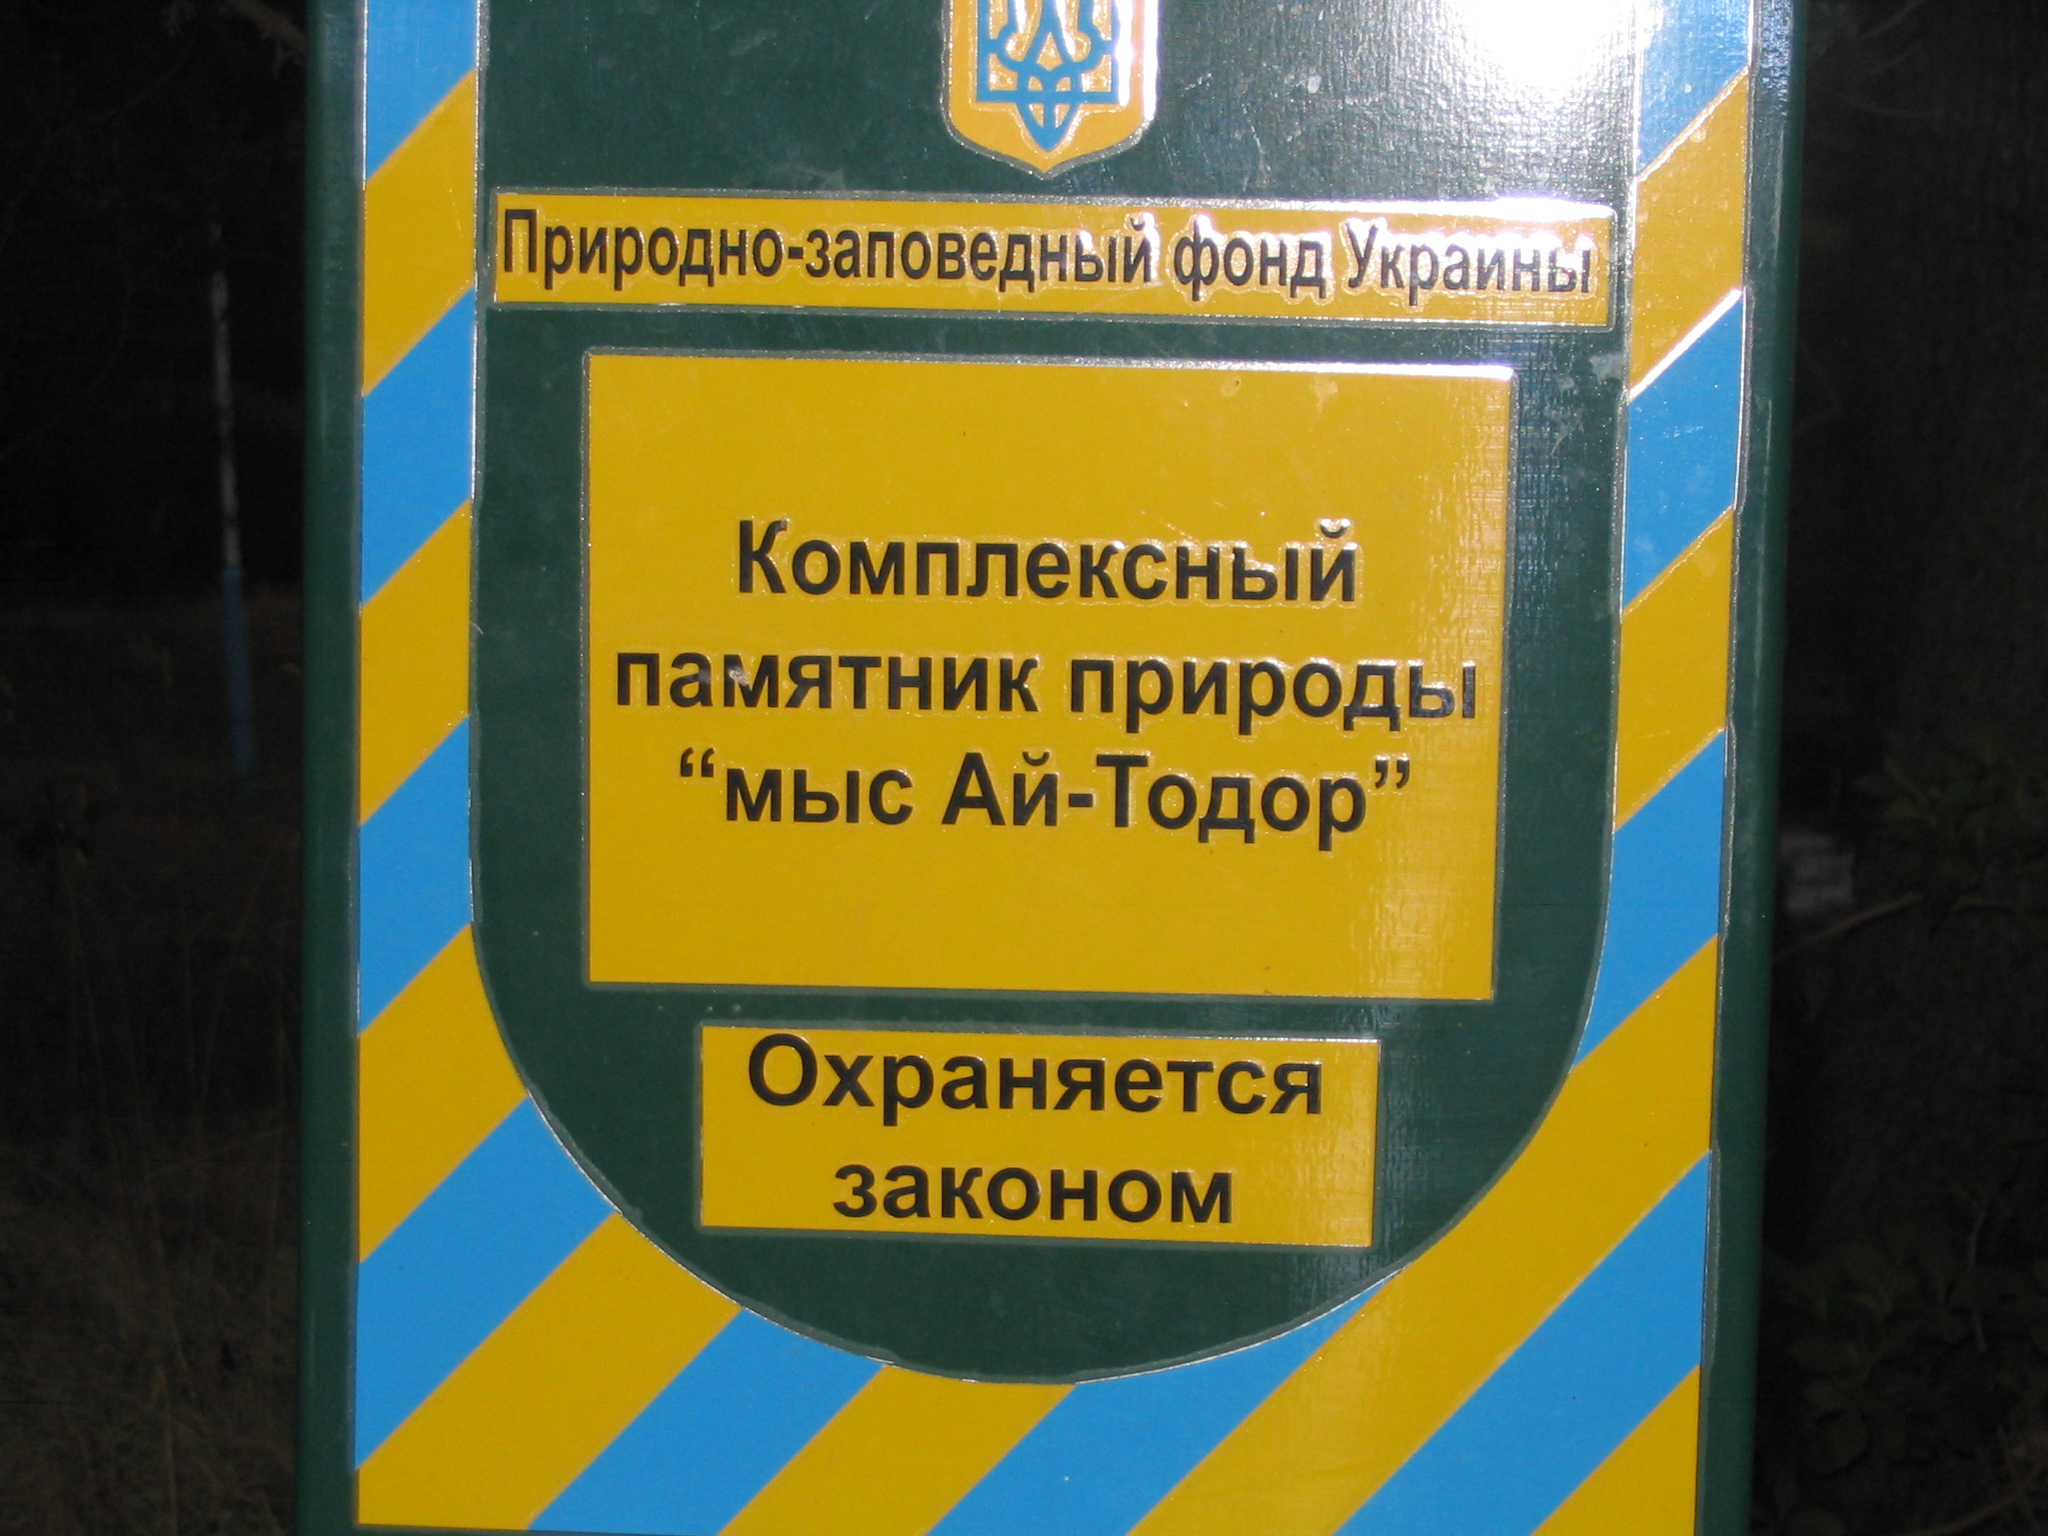 Природно-заповедный фонд Украины
Комплексный
памятник природы
“мыс Ай-Тодор”
Охраняется
законом